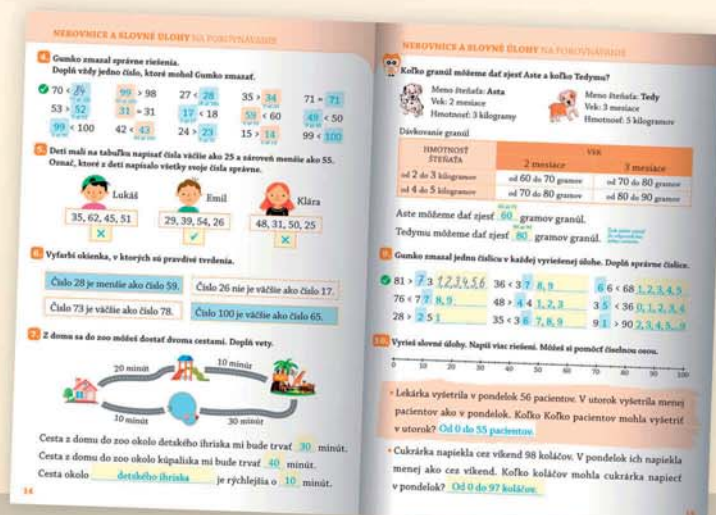 NEROVNICE A SLOVNÉ ÚLOHY NA POROVNÁVANIE
4. Gumko zmazal správne riešenia.
Doplň vždy jedno číslo, ktoré mohol Gumko zmazať.
70 < 84 99 > 98 27 < 28 35 > 34 71 = 71
53 > 52 31 = 31 17 < 18 59 < 60 49 < 50
99 < 100 42 < 43 24 > 23 15 > 14 99 < 100
5. Deti mali na tabuľku napísať čísla väčšie ako 25 a zároveň menšie ako 55.
Označ, ktoré z detí napísalo všetky svoje čísla správne.
Lukáš Emil Klára
35, 62, 45, 51 29, 39, 54, 26 48, 31, 50, 25
× ✓ ×
6. Vyfarbi okienka, v ktorých sú pravdivé tvrdenia.
Číslo 28 je menšie ako číslo 59. Číslo 26 nie je väčšie ako číslo 17.
Číslo 73 je väčšie ako číslo 78. Číslo 100 je väčšie ako číslo 65.
7. Z domu sa do zoo môžeš dostať dvoma cestami. Doplň vety.
20 minút 10 minút
10 minút 30 minút
Cesta z domu do zoo okolo detského ihriska mi bude trvať 30 minút.
Cesta z domu do zoo okolo kúpaliska mi bude trvať 40 minút.
Cesta okolo detského ihriska je rýchlejšia o 10 minút.
14
NEROVNICE A SLOVNÉ ÚLOHY NA POROVNÁVANIE
Koľko granúl môžeme dať zjesť Aste a koľko Tedymu?
Meno šteňaťa: Asta Meno šteňaťa: Tedy
Vek: 2 mesiace Vek: 3 mesiace
Hmotnosť: 3 kilogramy Hmotnosť: 5 kilogramov
Dávkovanie granúl
HMOTNOSŤ ŠTEŇAŤA VEK
2 mesiace 3 mesiace
od 2 do 3 kilogramov od 60 do 70 gramov od 70 do 80 gramov
od 4 do 5 kilogramov od 70 do 80 gramov od 80 do 90 gramov
Aste môžeme dať zjesť 60 gramov granúl.
Tedymu môžeme dať zjesť 80 gramov granúl.
9. Gumko zmazal jednu číslicu v každej vyriešenej úlohe. Doplň správne číslice.
81 > 7 3 1,2,3,4,5,6 36 < 3 7 8, 9 6 6 < 68 1, 2, 3, 4, 5
76 < 7 7 8, 9 48 > 4 4 1, 2, 3 3 5 < 36 0, 1, 2, 3, 4
28 > 2 5 1 35 < 3 6 7, 8, 9 9 1 > 90 2, 3, 4, 5...9
10. Vyrieš slovné úlohy. Napíš viac riešení. Môžeš si pomôcť číselnou osou.
0 10 20 30 40 50 60 70 80 90 100
• Lekárka vyšetrila v pondelok 56 pacientov. V utorok vyšetrila menej
pacientov ako v pondelok. Koľko Koľko pacientov mohla vyšetriť
v utorok? Od 0 do 55 pacientov.
• Cukrárka napiekla cez víkend 98 koláčov. V pondelok ich napiekla
menej ako cez víkend. Koľko koláčov mohla cukrárka napiecť
v pondelok? Od 0 do 97 koláčov.